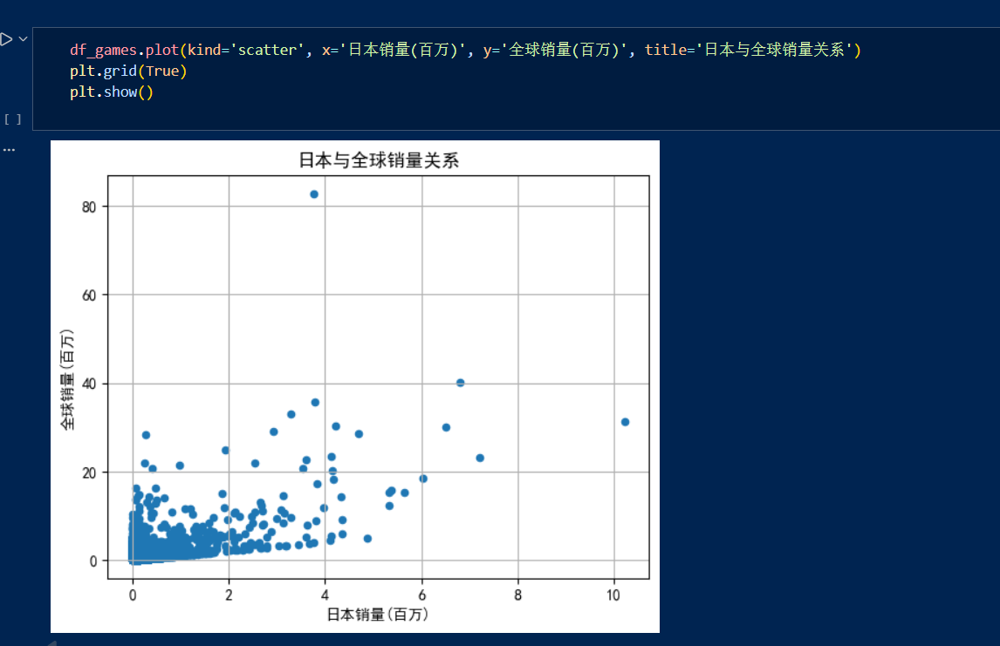 df_games.plot(kind='scatter', x='日本销量(百万)', y='全球销量(百万)', title='日本与全球销量关系')
plt.grid(True)
plt.show()
[ ]
...
日本与全球销量关系
80
60
40
20
0
全球销量(百万)
0 2 4 6 8 10
日本销量(百万)